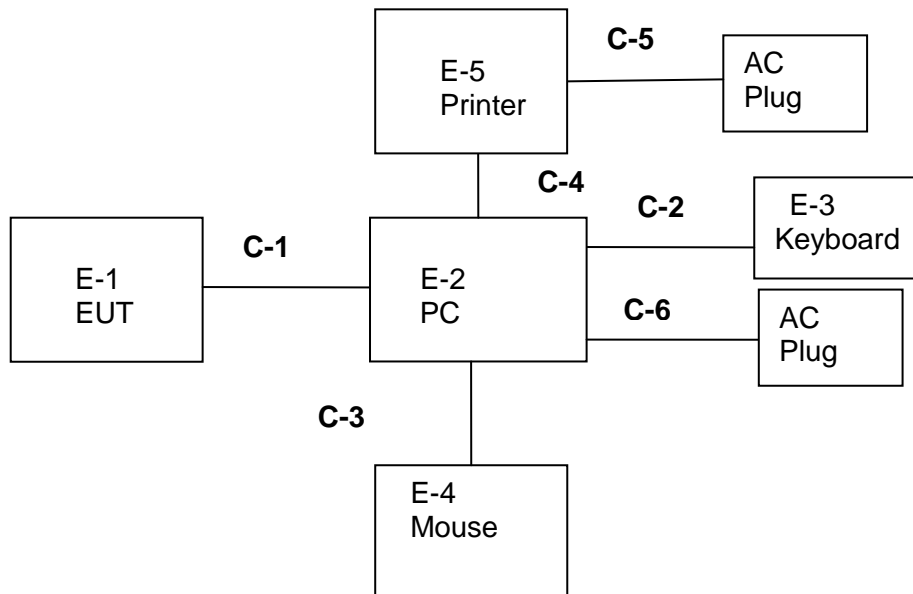 C-5
E-5
Printer
AC
Plug
C-4
C-2
E-3
Keyboard
C-1
E-1
EUT
E-2
PC
C-6
AC
Plug
C-3
E-4
Mouse